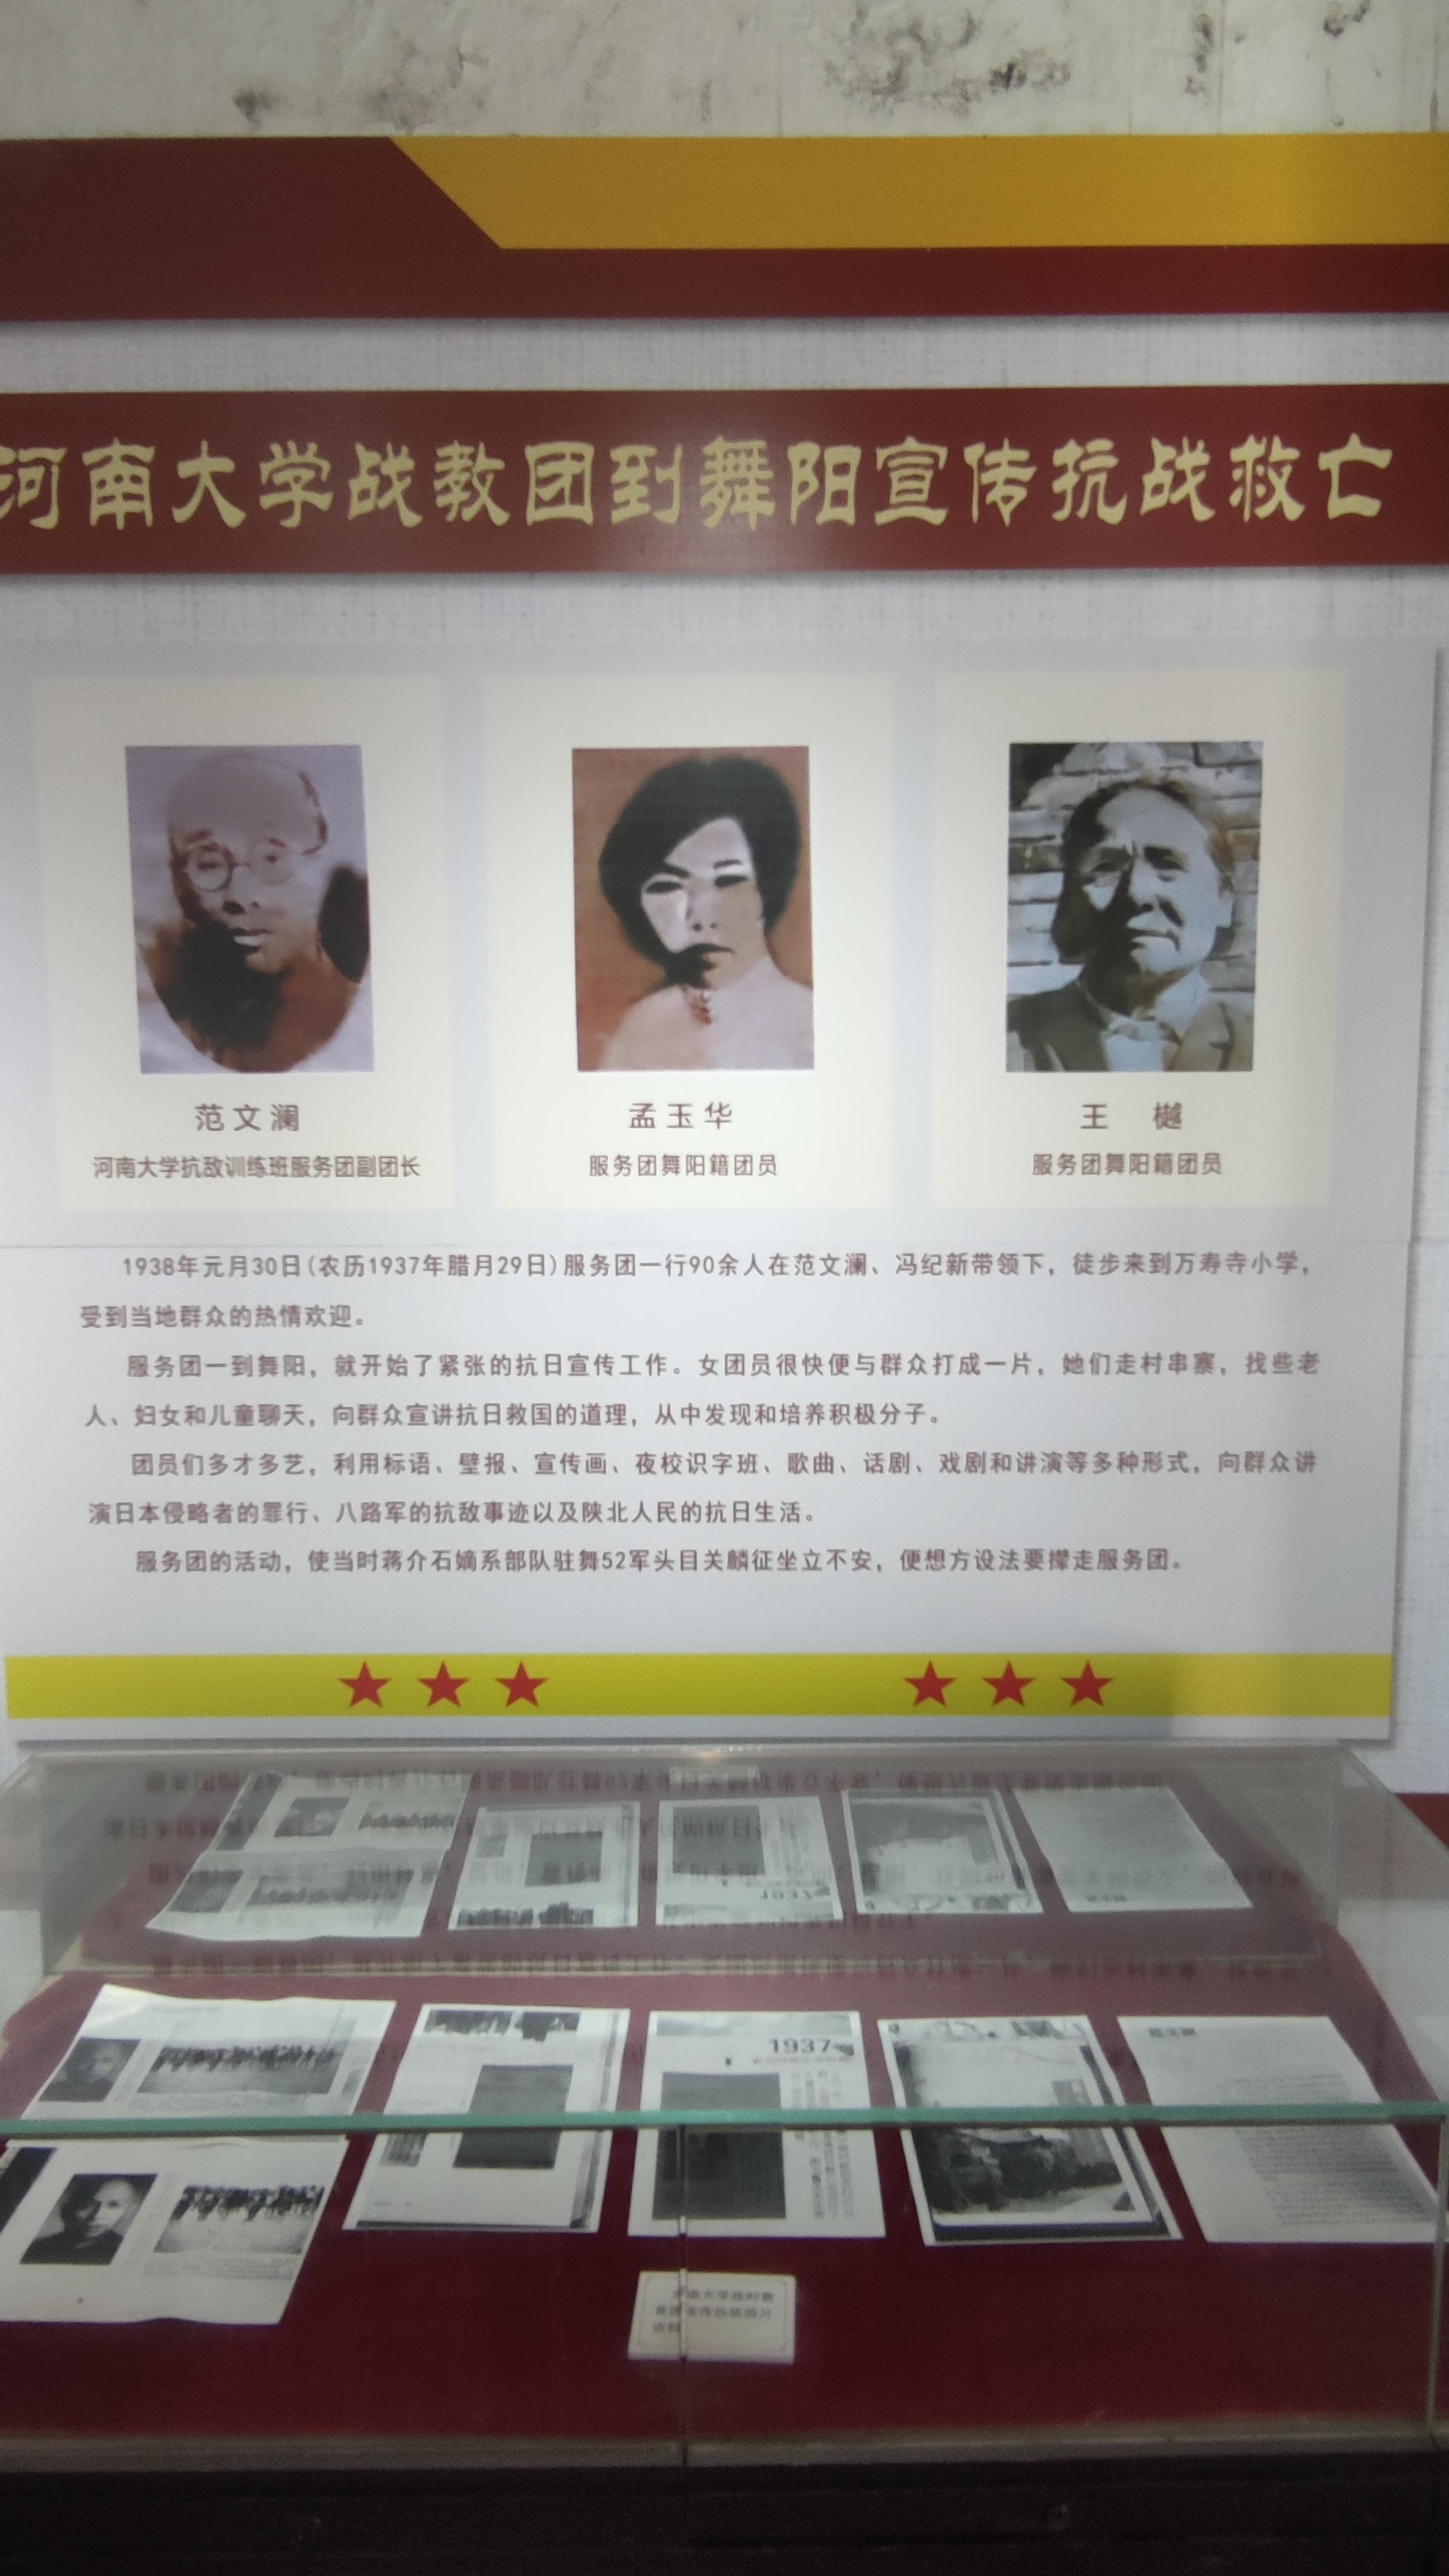 河南大学战教团到舞阳宣传抗战救亡
范文澜
河南大学抗敌训练班服务团副团长
孟玉华
服务团舞阳籍团员
王 樾
服务团舞阳籍团员
1938年元月30日(农历1937年腊月29日)服务团一行90余人在范文澜、冯纪新带领下，徒步来到万寿寺小学，
受到当地群众的热情欢迎。
服务团一到舞阳，就开始了紧张的抗日宣传工作。女团员很快便与群众打成一片，她们走村串寨，找些老
人、妇女和儿童聊天，向群众宣讲抗日救国的道理，从中发现和培养积极分子。
团员们多才多艺，利用标语、壁报、宣传画、夜校识字班、歌曲、话剧、戏剧和讲演等多种形式，向群众讲
演日本侵略者的罪行、八路军的抗敌事迹以及陕北人民的抗日生活。
服务团的活动，使当时蒋介石嫡系部队驻舞52军头目关麟征坐立不安，便想方设法要撵走服务团。
1937